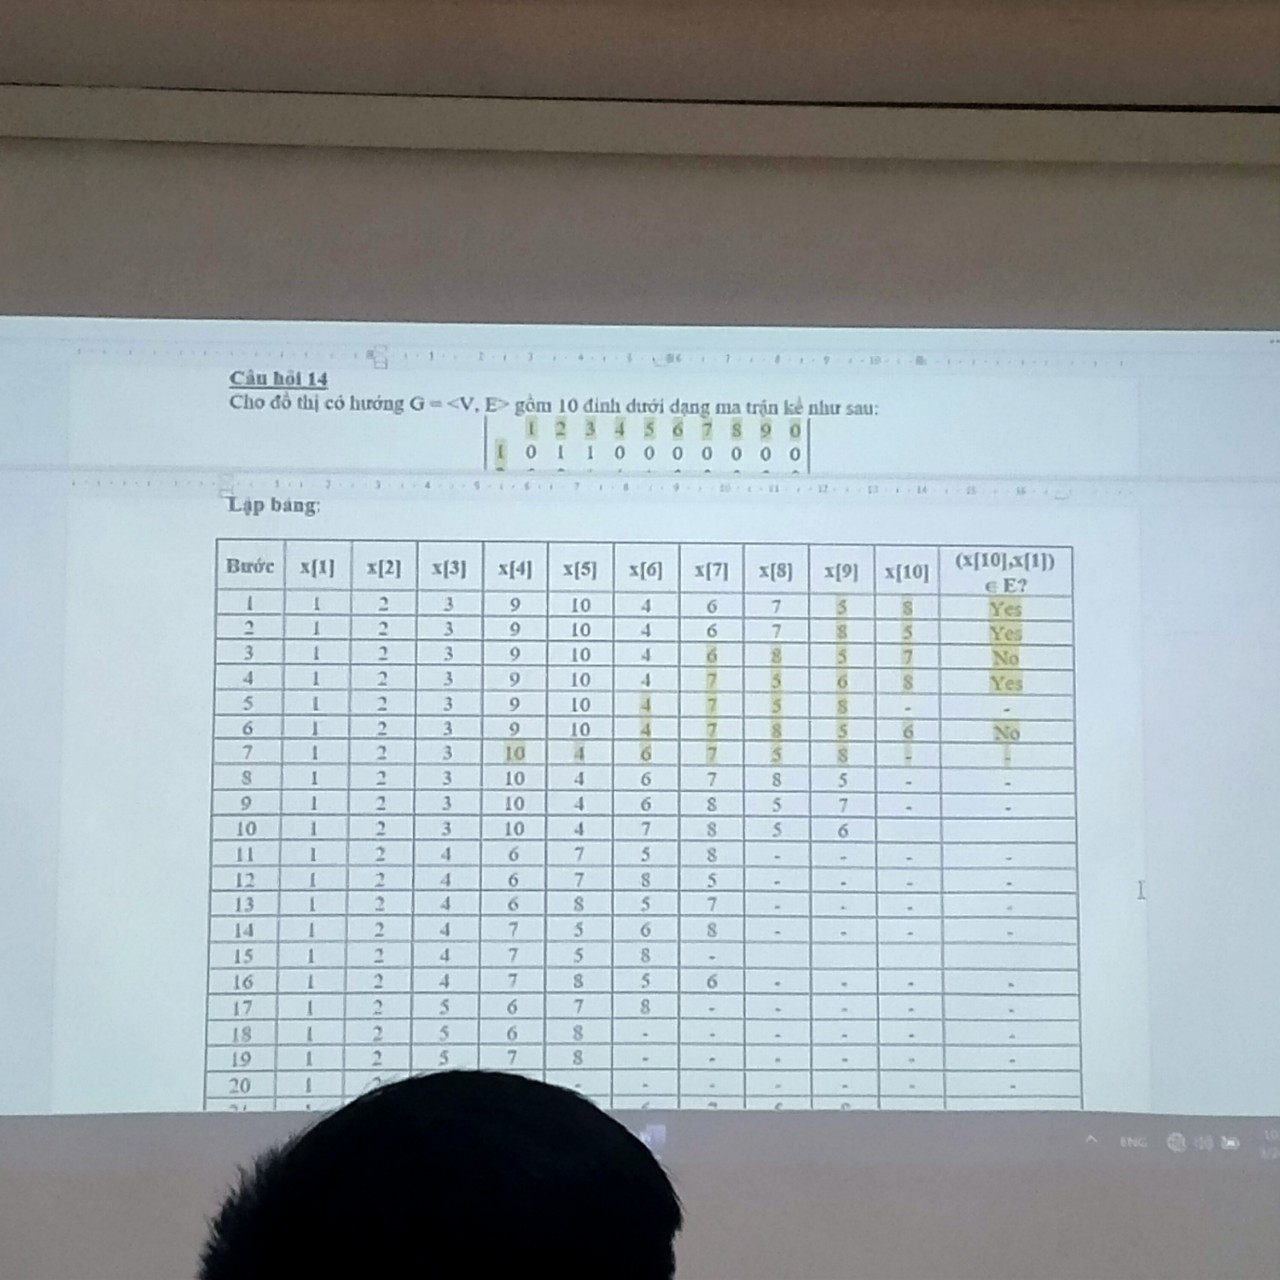 Câu hỏi 14
Cho đồ thị có hướng G = <V, E> gồm 10 đỉnh dưới dạng ma trận kề như sau:
1 2 3 4 5 6 7 8 9 0
1 0 1 1 0 0 0 0 0 0 0
Lập bảng:
Bước x[1] x[2] x[3] x[4] x[5] x[6] x[7] x[8] x[9] x[10] (x[10],x[1]) ∈ E?
1 1 2 3 9 10 4 6 7 5 8 Yes
2 1 2 3 9 10 4 6 7 8 5 Yes
3 1 2 3 9 10 4 6 8 5 7 No
4 1 2 3 9 10 4 7 5 6 8 Yes
5 1 2 3 9 10 4 7 5 8 - -
6 1 2 3 9 10 4 7 8 5 6 No
7 1 2 3 10 4 6 7 5 8 - -
8 1 2 3 10 4 6 7 8 5 - -
9 1 2 3 10 4 6 8 5 7 - -
10 1 2 3 10 4 7 8 5 6
11 1 2 4 6 7 5 8 - - - -
12 1 2 4 6 7 8 5 - - - -
13 1 2 4 6 8 5 7 - - - -
14 1 2 4 7 5 6 8 - - - -
15 1 2 4 7 5 8 -
16 1 2 4 7 8 5 6 - - - -
17 1 2 5 6 7 8 - - - - -
18 1 2 5 6 8 - - - - - -
19 1 2 5 7 8 - - - - - -
20 1 - - - - - - -
ENG